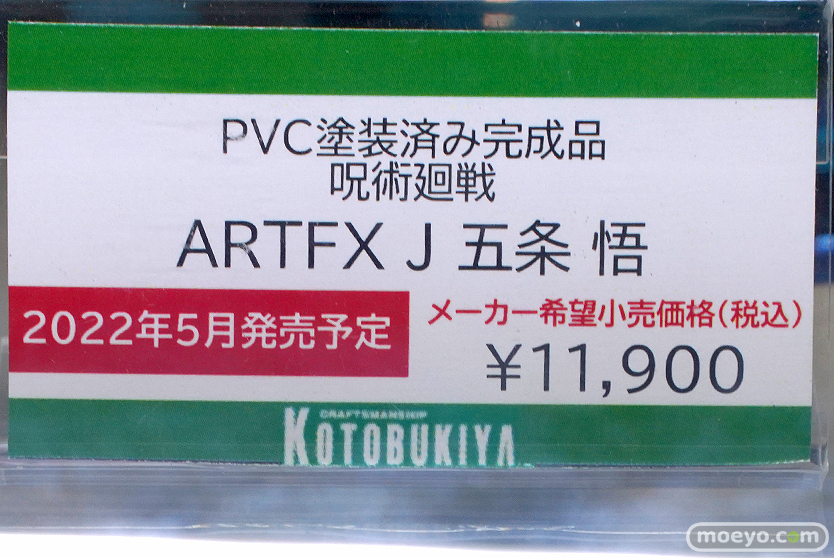 PVC塗装済み完成品
呪術廻戦
ARTFX J 五条 悟
2022年5月発売予定
メーカー希望小売価格(税込)
¥11,900
CRAFTSMANSHIP
KOTOBUKIYA
moeyo.com